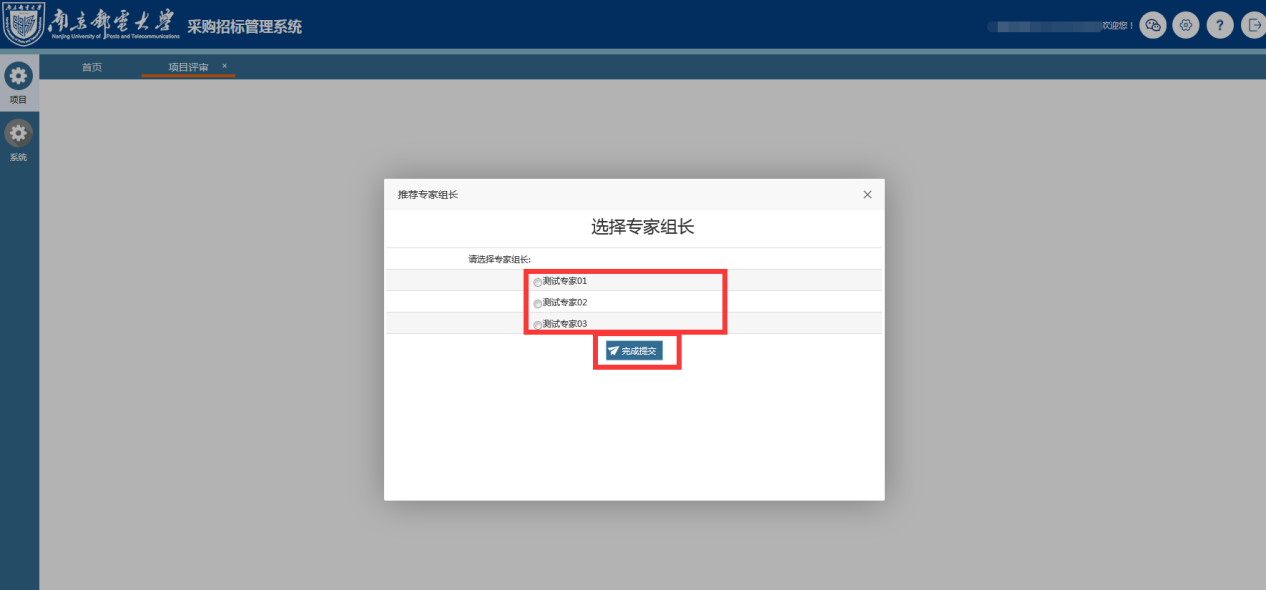 南京邮电大学
Nanjing University of Posts and Telecommunications
采购招标管理系统
欢迎您！
首页
项目评审 ×
项目
系统
推荐专家组长
选择专家组长
请选择专家组长:
测试专家01
测试专家02
测试专家03
完成提交